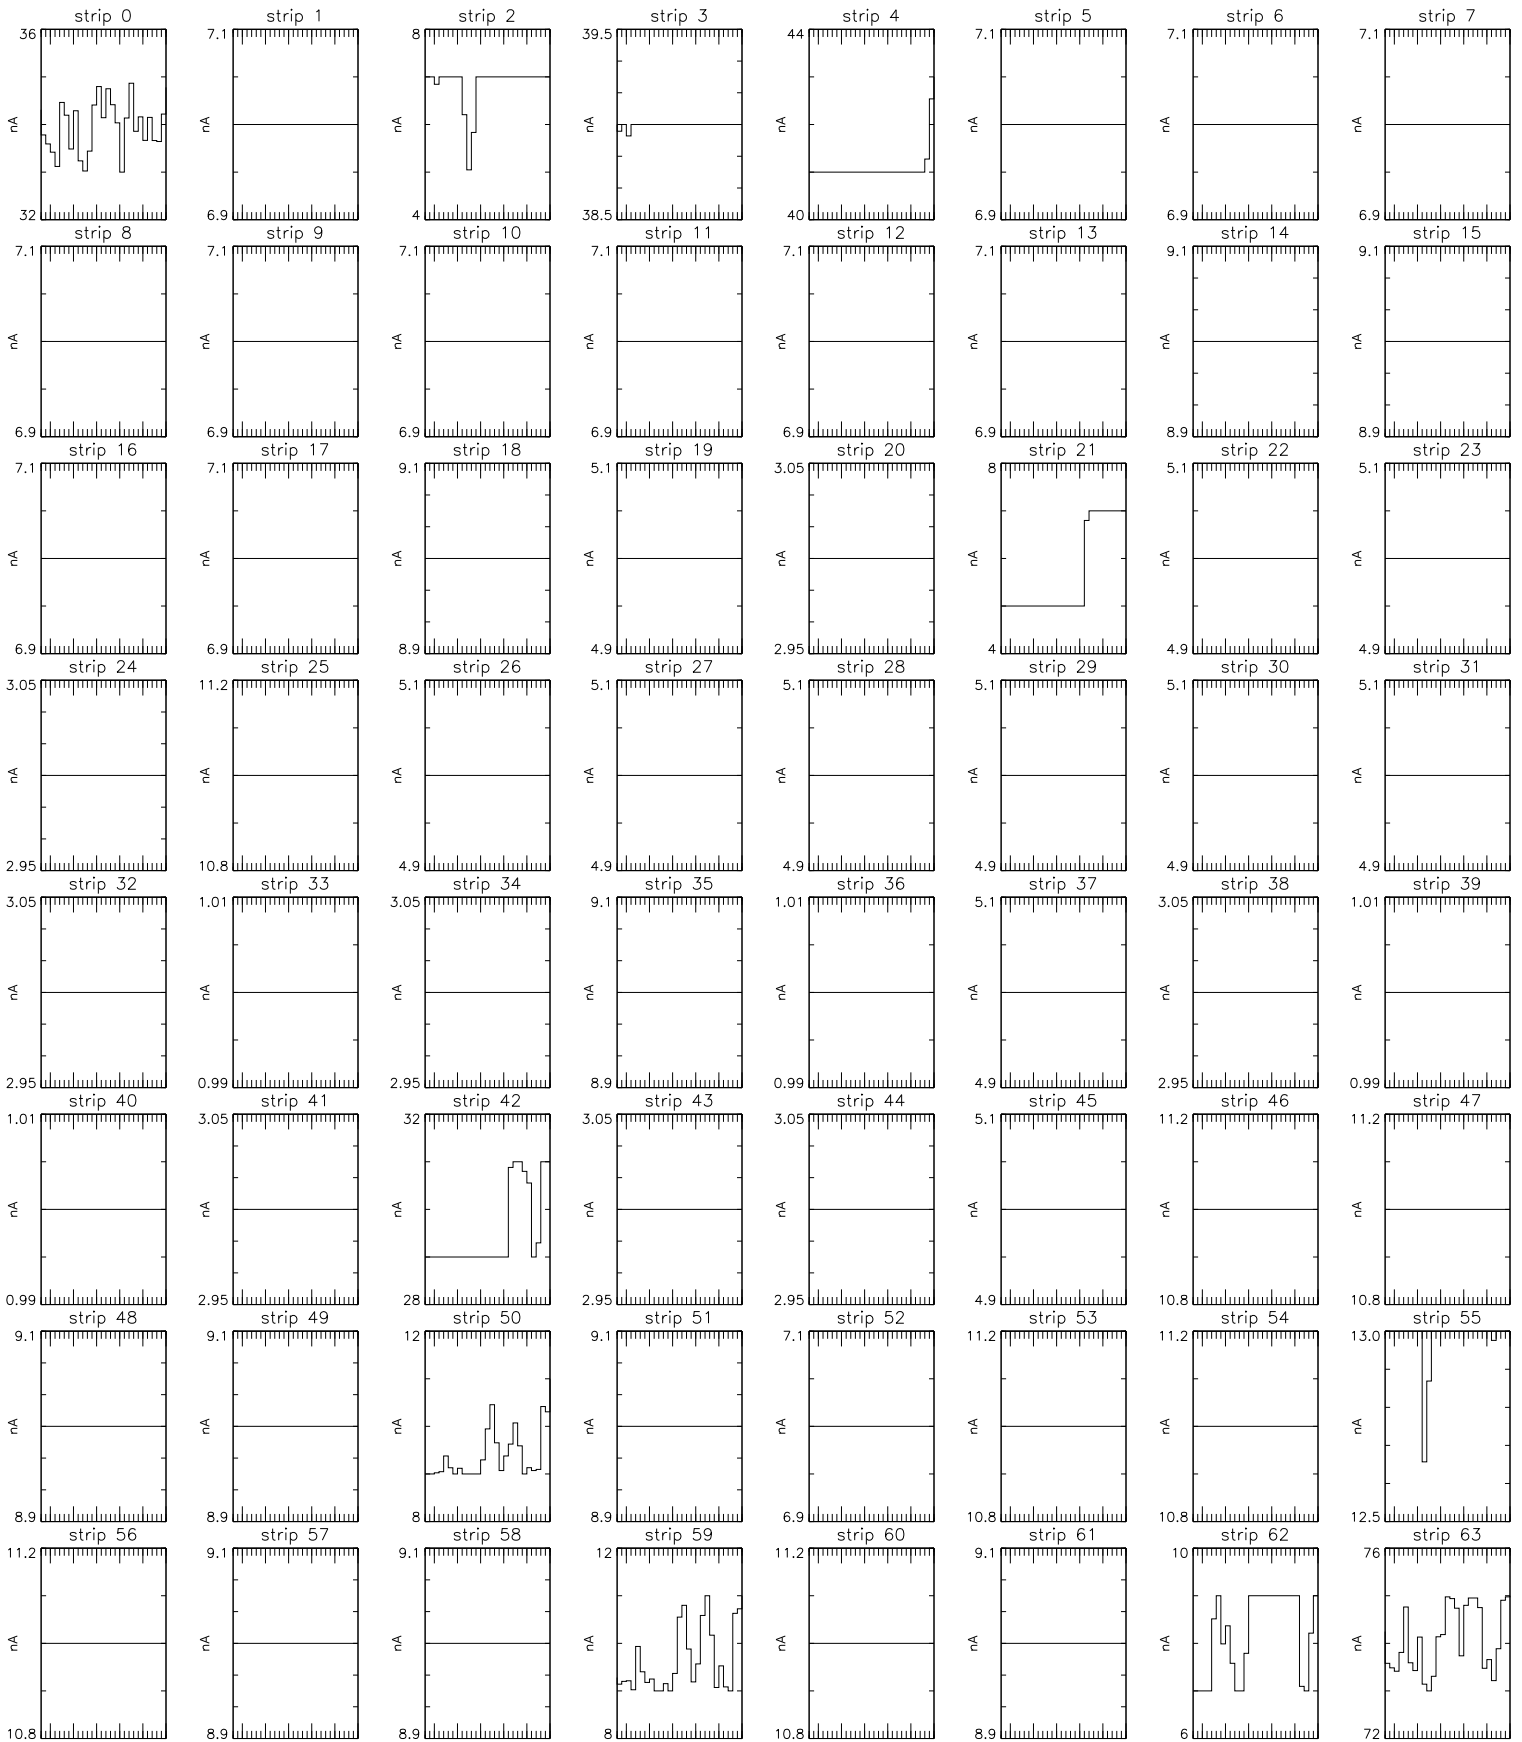 strip 0 strip 1 strip 2 strip 3 strip 4 strip 5 strip 6 strip 7
36 7.1 8 39.5 44 7.1 7.1 7.1
nA nA nA nA nA nA nA nA
32 6.9 4 38.5 40 6.9 6.9 6.9
strip 8 strip 9 strip 10 strip 11 strip 12 strip 13 strip 14 strip 15
7.1 7.1 7.1 7.1 7.1 7.1 9.1 9.1
nA nA nA nA nA nA nA nA
6.9 6.9 6.9 6.9 6.9 6.9 8.9 8.9
strip 16 strip 17 strip 18 strip 19 strip 20 strip 21 strip 22 strip 23
7.1 7.1 9.1 5.1 3.05 8 5.1 5.1
nA nA nA nA nA nA nA nA
6.9 6.9 8.9 4.9 2.95 4 4.9 4.9
strip 24 strip 25 strip 26 strip 27 strip 28 strip 29 strip 30 strip 31
3.05 11.2 5.1 5.1 5.1 5.1 5.1 5.1
nA nA nA nA nA nA nA nA
2.95 10.8 4.9 4.9 4.9 4.9 4.9 4.9
strip 32 strip 33 strip 34 strip 35 strip 36 strip 37 strip 38 strip 39
3.05 1.01 3.05 9.1 1.01 5.1 3.05 1.01
nA nA nA nA nA nA nA nA
2.95 0.99 2.95 8.9 0.99 4.9 2.95 0.99
strip 40 strip 41 strip 42 strip 43 strip 44 strip 45 strip 46 strip 47
1.01 3.05 32 3.05 3.05 5.1 11.2 11.2
nA nA nA nA nA nA nA nA
0.99 2.95 28 2.95 2.95 4.9 10.8 10.8
strip 48 strip 49 strip 50 strip 51 strip 52 strip 53 strip 54 strip 55
9.1 9.1 12 9.1 7.1 11.2 11.2 13.0
nA nA nA nA nA nA nA nA
8.9 8.9 8 8.9 6.9 10.8 10.8 12.5
strip 56 strip 57 strip 58 strip 59 strip 60 strip 61 strip 62 strip 63
11.2 9.1 9.1 12 11.2 9.1 10 76
nA nA nA nA nA nA nA nA
10.8 8.9 8.9 8 10.8 8.9 6 72